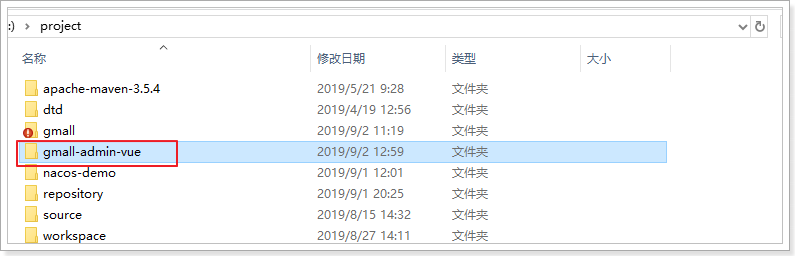 :) > project
名称 修改日期 类型 大小
apache-maven-3.5.4 2019/5/21 9:28 文件夹
dtd 2019/4/19 12:56 文件夹
gmall 2019/9/2 11:19 文件夹
gmall-admin-vue 2019/9/2 12:59 文件夹
nacos-demo 2019/9/1 12:01 文件夹
repository 2019/9/1 20:25 文件夹
source 2019/8/15 14:32 文件夹
workspace 2019/8/27 14:11 文件夹